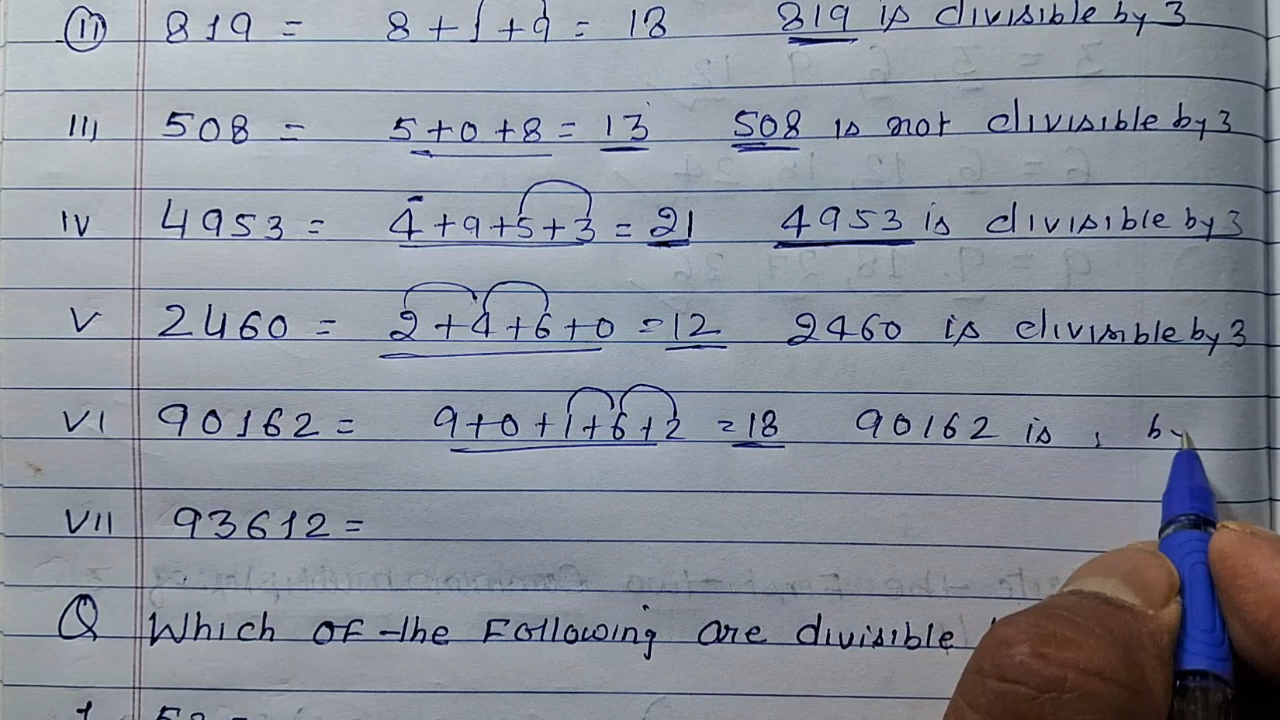 (ii) 819 = 8+1+9 = 18 819 is divisible by 3
III) 508 = 5+0+8 = 13 508 is not divisible by 3
IV 4953 = 4+9+5+3 = 21 4953 is divisible by 3
V 2460 = 2+4+6+0 = 12 2460 is divisible by 3
VI 90162 = 9+0+1+6+2 = 18 90162 is , by
VII 93612 =
Q Which of the Following are divisible